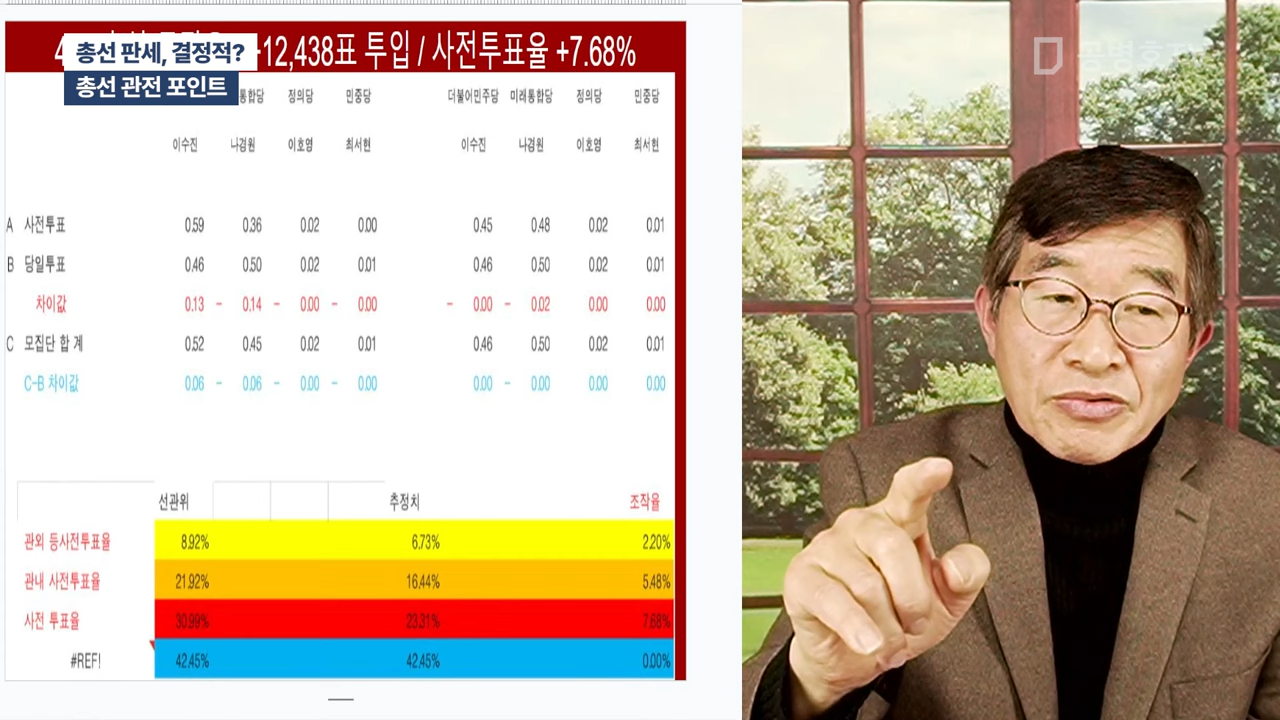 총선 판세, 결정적?
총선 관전 포인트
-12,438표 투입 / 사전투표율 +7.68%
통합당 정의당 민중당 더불어민주당 미래통합당 정의당 민중당
이수진 나경원 이호영 최서현 이수진 나경원 이호영 최서현
A 사전투표 0.59 0.36 0.02 0.00 0.45 0.48 0.02 0.01
B 당일투표 0.46 0.50 0.02 0.01 0.46 0.50 0.02 0.01
차이값 0.13 - 0.14 - 0.00 - 0.00 - 0.00 - 0.02 0.00 0.00
C 모집단 합 계 0.52 0.45 0.02 0.01 0.46 0.50 0.02 0.01
C-B 차이값 0.06 - 0.06 - 0.00 - 0.00 0.00 - 0.00 0.00 0.00
선관위 추정치 조작율
관외 등사전투표율 8.92% 6.73% 2.20%
관내 사전투표율 21.92% 16.44% 5.48%
사전 투표율 30.99% 23.31% 7.68%
#REF! 42.45% 42.45% 0.00%